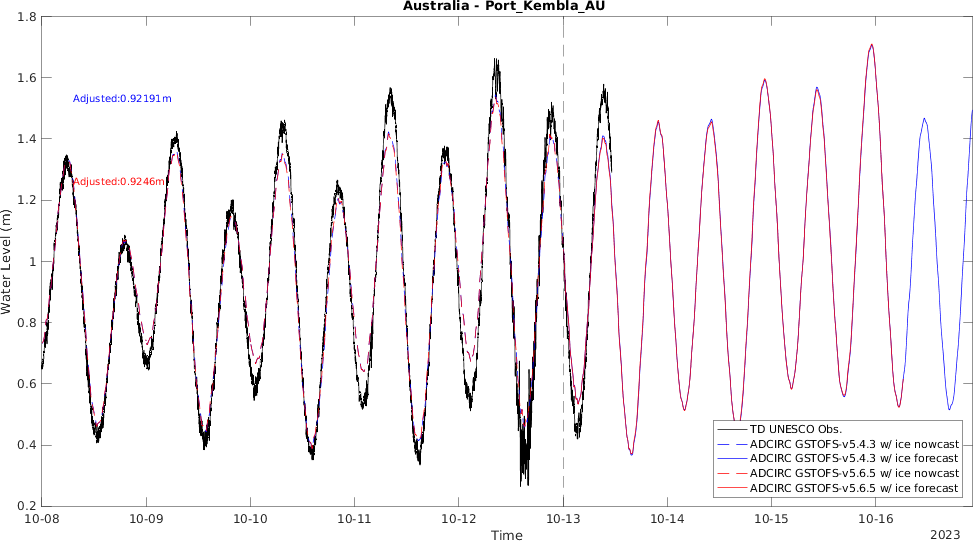 Australia - Port_Kembla_AU
1.8
1.6
1.4
1.2
1
0.8
0.6
0.4
0.2
Water Level (m)
Adjusted:0.92191m
Adjusted:0.9246m
TD UNESCO Obs.
ADCIRC GSTOFS-v5.4.3 w/ ice nowcast
ADCIRC GSTOFS-v5.4.3 w/ ice forecast
ADCIRC GSTOFS-v5.6.5 w/ ice nowcast
ADCIRC GSTOFS-v5.6.5 w/ ice forecast
10-08 10-09 10-10 10-11 10-12 10-13 10-14 10-15 10-16
Time
2023